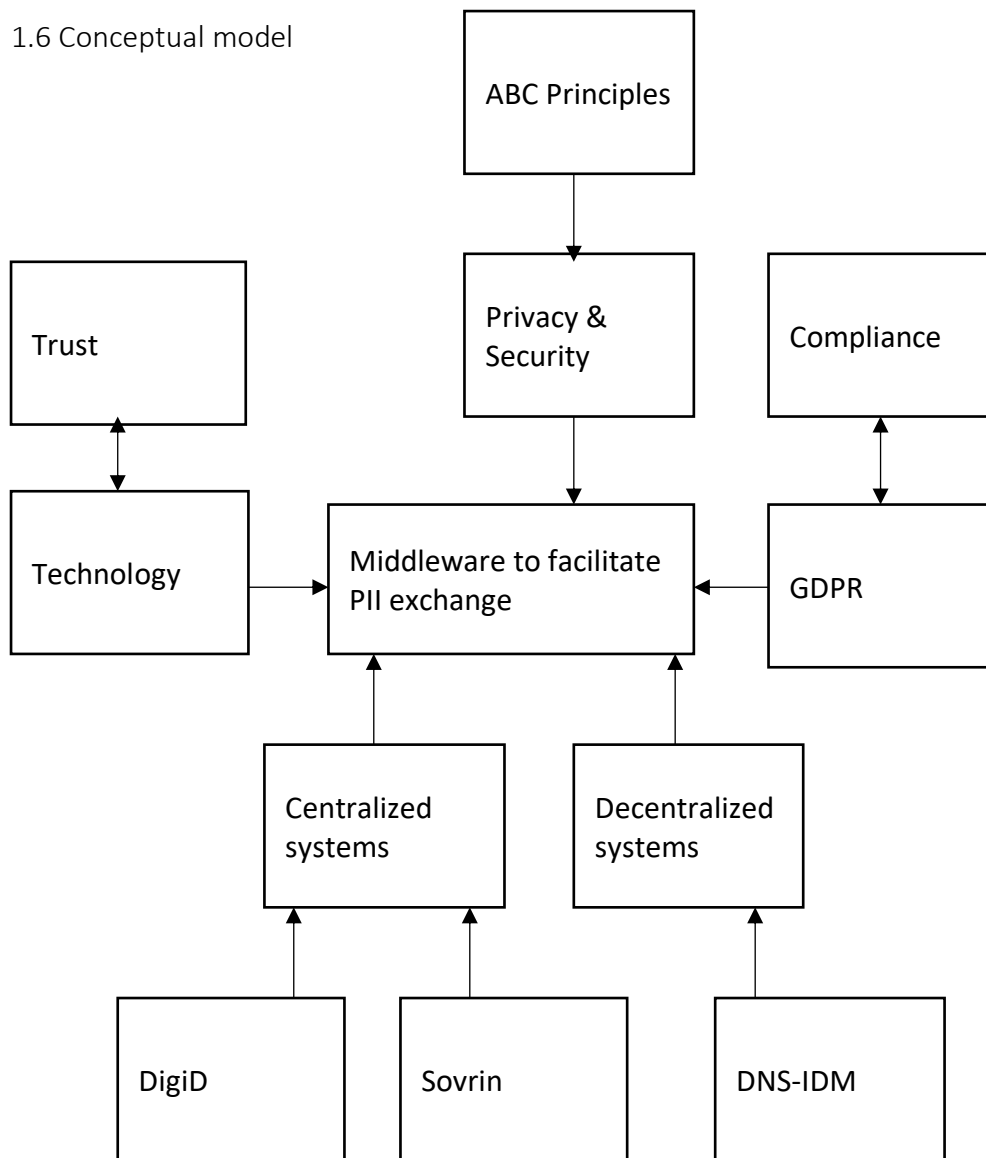 1.6 Conceptual model
ABC Principles
Trust
Privacy &
Security
Compliance
Technology
Middleware to facilitate
PII exchange
GDPR
Centralized
systems
Decentralized
systems
DigiD
Sovrin
DNS-IDM